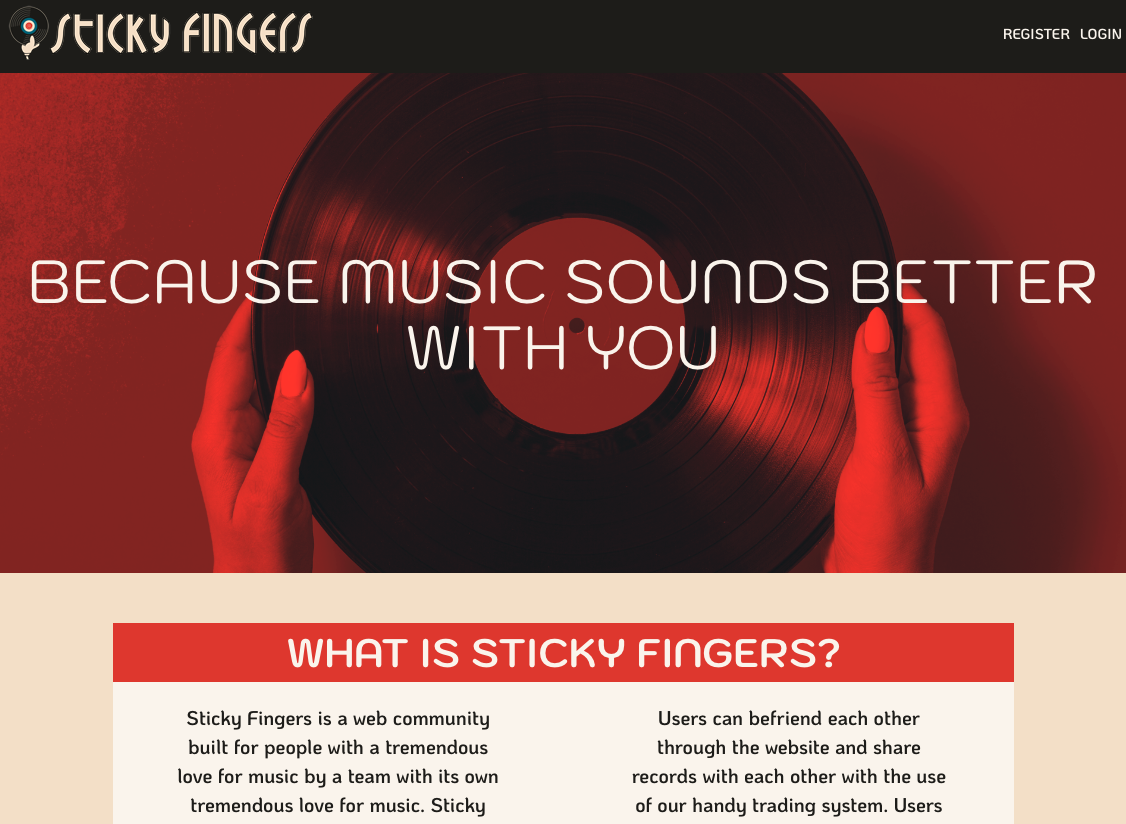 Sticky Fingers
REGISTER LOGIN
BECAUSE MUSIC SOUNDS BETTER
WITH YOU
WHAT IS STICKY FINGERS?
Sticky Fingers is a web community
built for people with a tremendous
love for music by a team with its own
tremendous love for music. Sticky
Users can befriend each other
through the website and share
records with each other with the use
of our handy trading system. Users